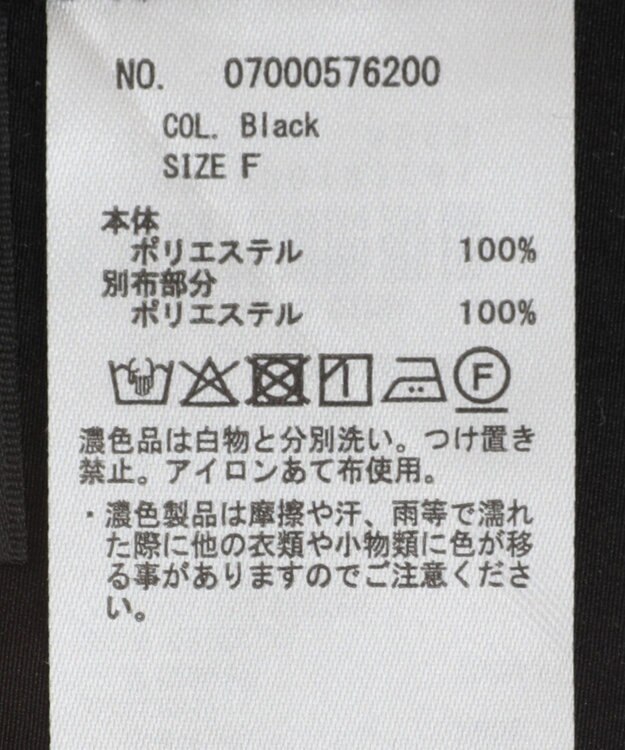 NO. 07000576200
COL. Black
SIZE F
本体
ポリエステル 100%
別布部分
ポリエステル 100%
F
濃色品は白物と分別洗い。つけ置き
禁止。アイロンあて布使用。
・濃色製品は摩擦や汗、雨等で濡れ
た際に他の衣類や小物類に色が移
る事がありますのでご注意くださ
い。